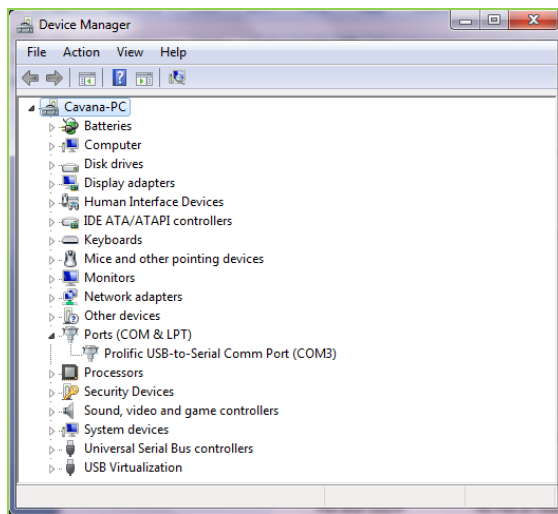 Device Manager
File Action View Help
Cavana-PC
Batteries
Computer
Disk drives
Display adapters
Human Interface Devices
IDE ATA/ATAPI controllers
Keyboards
Mice and other pointing devices
Monitors
Network adapters
Other devices
Ports (COM & LPT)
Prolific USB-to-Serial Comm Port (COM3)
Processors
Security Devices
Sound, video and game controllers
System devices
Universal Serial Bus controllers
USB Virtualization